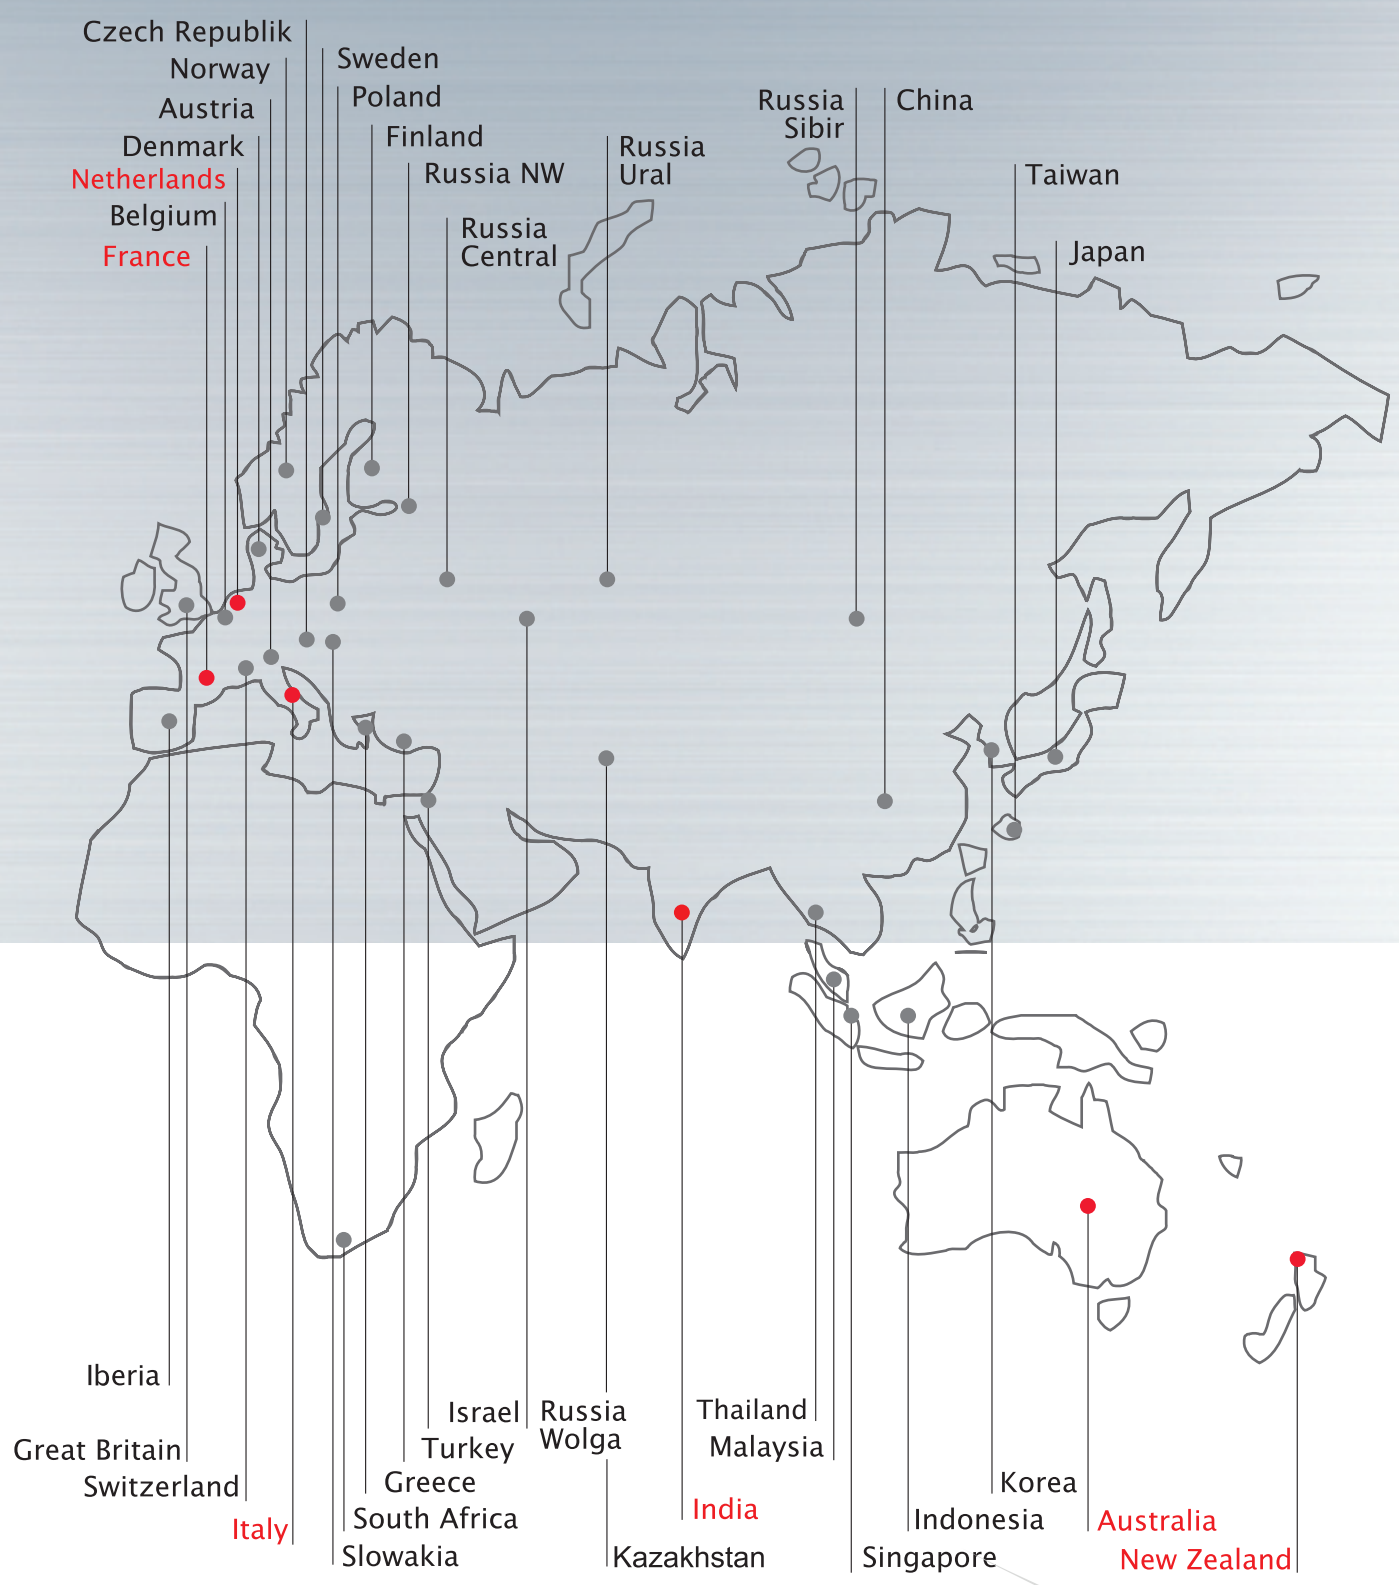 Czech Republik
Norway
Austria
Denmark
Netherlands
Belgium
France
Sweden
Poland
Finland
Russia NW
Russia
Central
Russia
Ural
Russia
Sibir
China
Taiwan
Japan
Iberia
Great Britain
Switzerland
Italy
Israel
Turkey
Greece
South Africa
Slowakia
Russia
Wolga
Kazakhstan
India
Thailand
Malaysia
Korea
Indonesia
Singapore
Australia
New Zealand